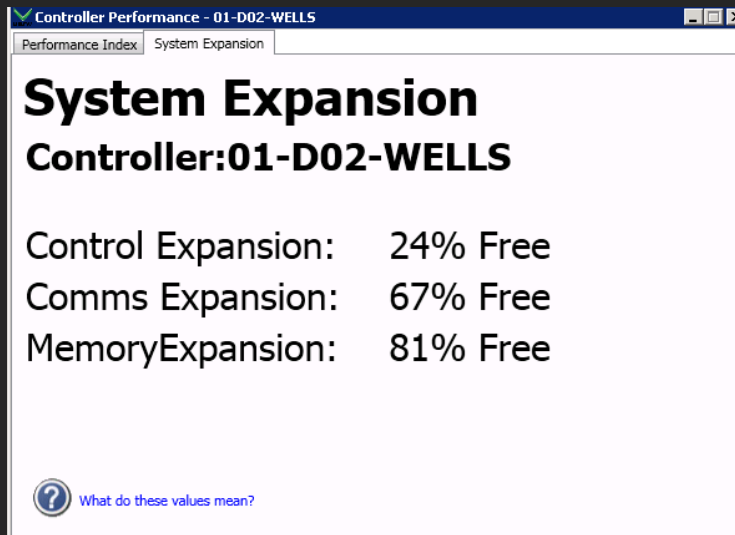 Controller Performance - 01-D02-WELLS
Performance Index System Expansion
System Expansion
Controller:01-D02-WELLS
Control Expansion: 24% Free
Comms Expansion: 67% Free
MemoryExpansion: 81% Free
What do these values mean?